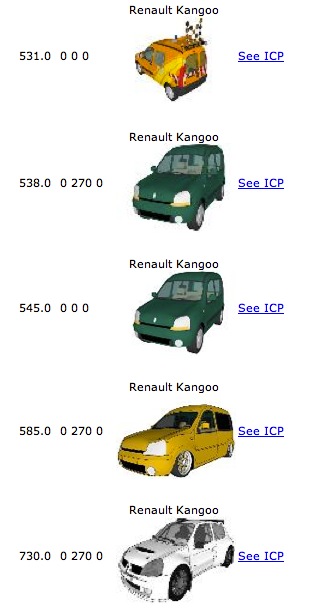 Renault Kangoo
531.0 0 0 0 See ICP
Renault Kangoo
538.0 0 270 0 See ICP
Renault Kangoo
545.0 0 0 0 See ICP
Renault Kangoo
585.0 0 270 0 See ICP
Renault Kangoo
730.0 0 270 0 See ICP